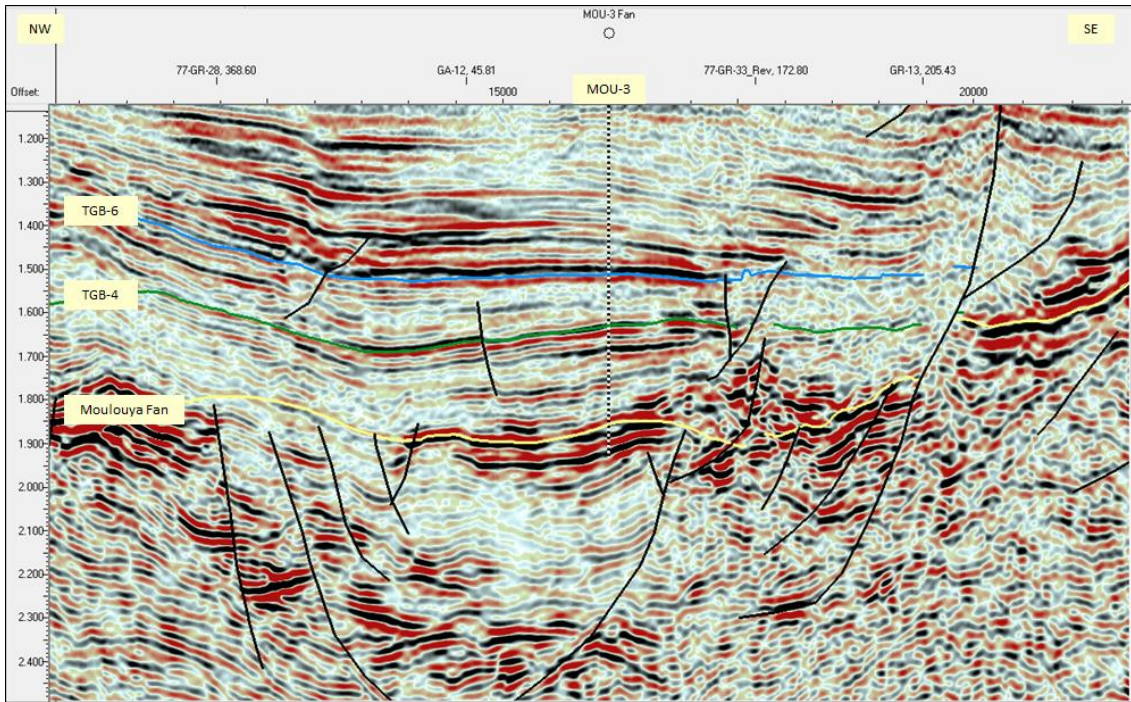 MOU-3 Fan
NW
SE
77-GR-28, 368.60
GA-12, 45.81
77-GR-33_Rev, 172.80
GR-13, 205.43
Offset:
15000
MOU-3
20000
1.200
1.300
1.400
TGB-6
1.500
TGB-4
1.600
1.700
1.800
Moulouya Fan
1.900
2.000
2.100
2.200
2.300
2.400